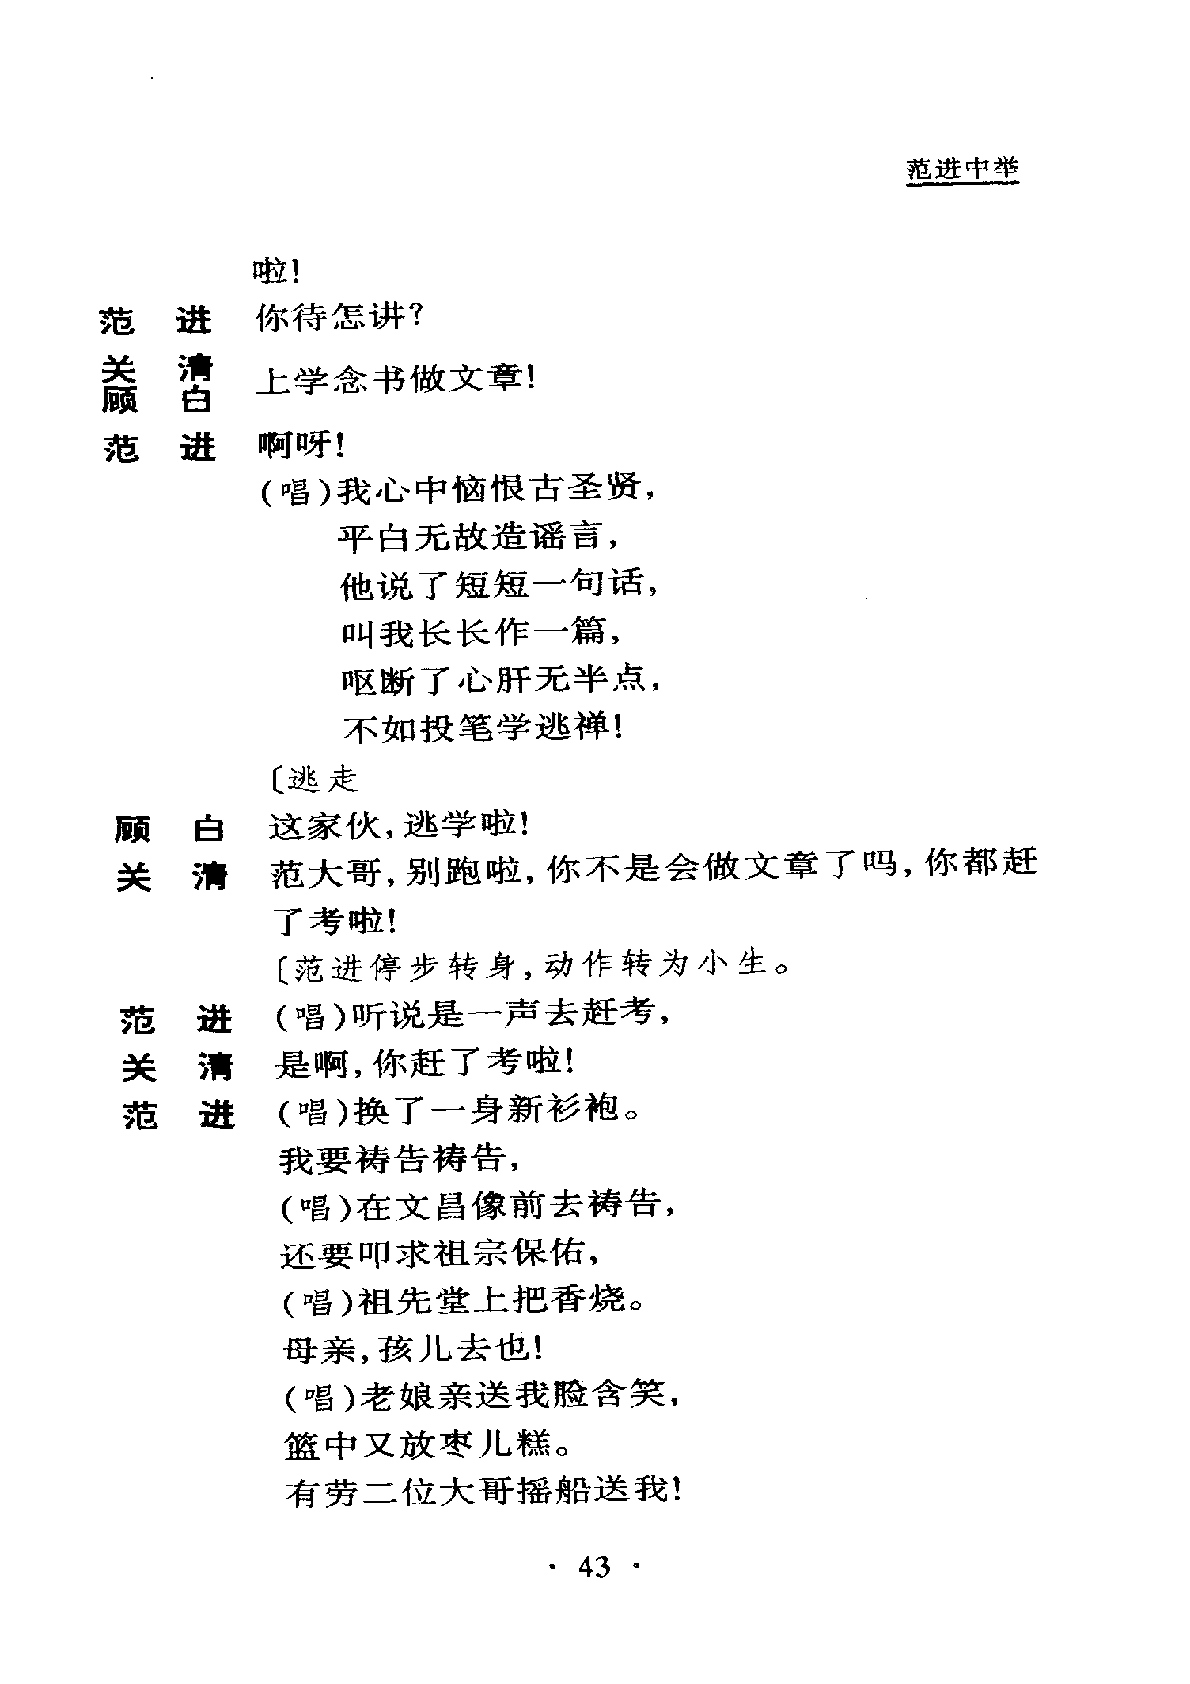 范进中举
啦!
范　进　你待怎讲?
关　清
顾　白　上学念书做文章!
范　进　啊呀!
(唱)我心中恼恨古圣贤,
平白无故造谣言,
他说了短短一句话,
叫我长长作一篇,
呕断了心肝无半点,
不如投笔学逃禅!
〔逃走
顾　白　这家伙,逃学啦!
关　清　范大哥,别跑啦,你不是会做文章了吗,你都赶
了考啦!
〔范进停步转身,动作转为小生。
范　进　(唱)听说是一声去赶考,
关　清　是啊,你赶了考啦!
范　进　(唱)换了一身新衫袍。
我要祷告祷告,
(唱)在文昌像前去祷告,
还要叩求祖宗保佑,
(唱)祖先堂上把香烧。
母亲,孩儿去也!
(唱)老娘亲送我脸含笑,
篮中又放枣儿糕。
有劳二位大哥摇船送我!
· 43 ·